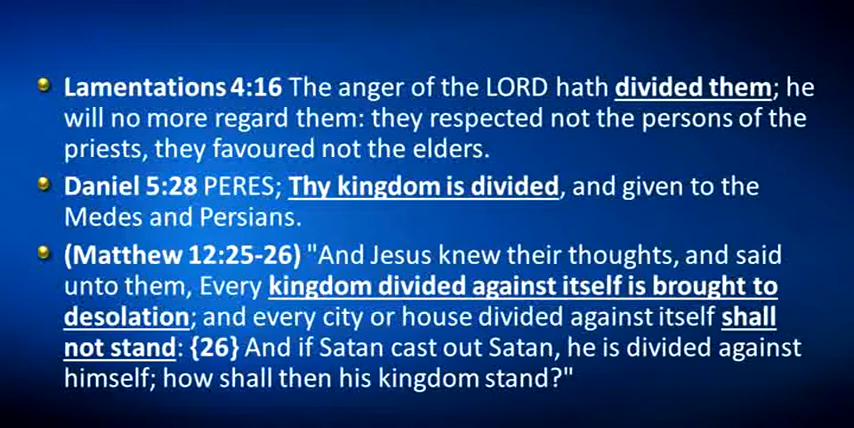 Lamentations 4:16 The anger of the LORD hath divided them; he
will no more regard them: they respected not the persons of the
priests, they favoured not the elders.
Daniel 5:28 PERES; Thy kingdom is divided, and given to the
Medes and Persians.
(Matthew 12:25-26) "And Jesus knew their thoughts, and said
unto them, Every kingdom divided against itself is brought to
desolation; and every city or house divided against itself shall
not stand: {26} And if Satan cast out Satan, he is divided against
himself; how shall then his kingdom stand?"